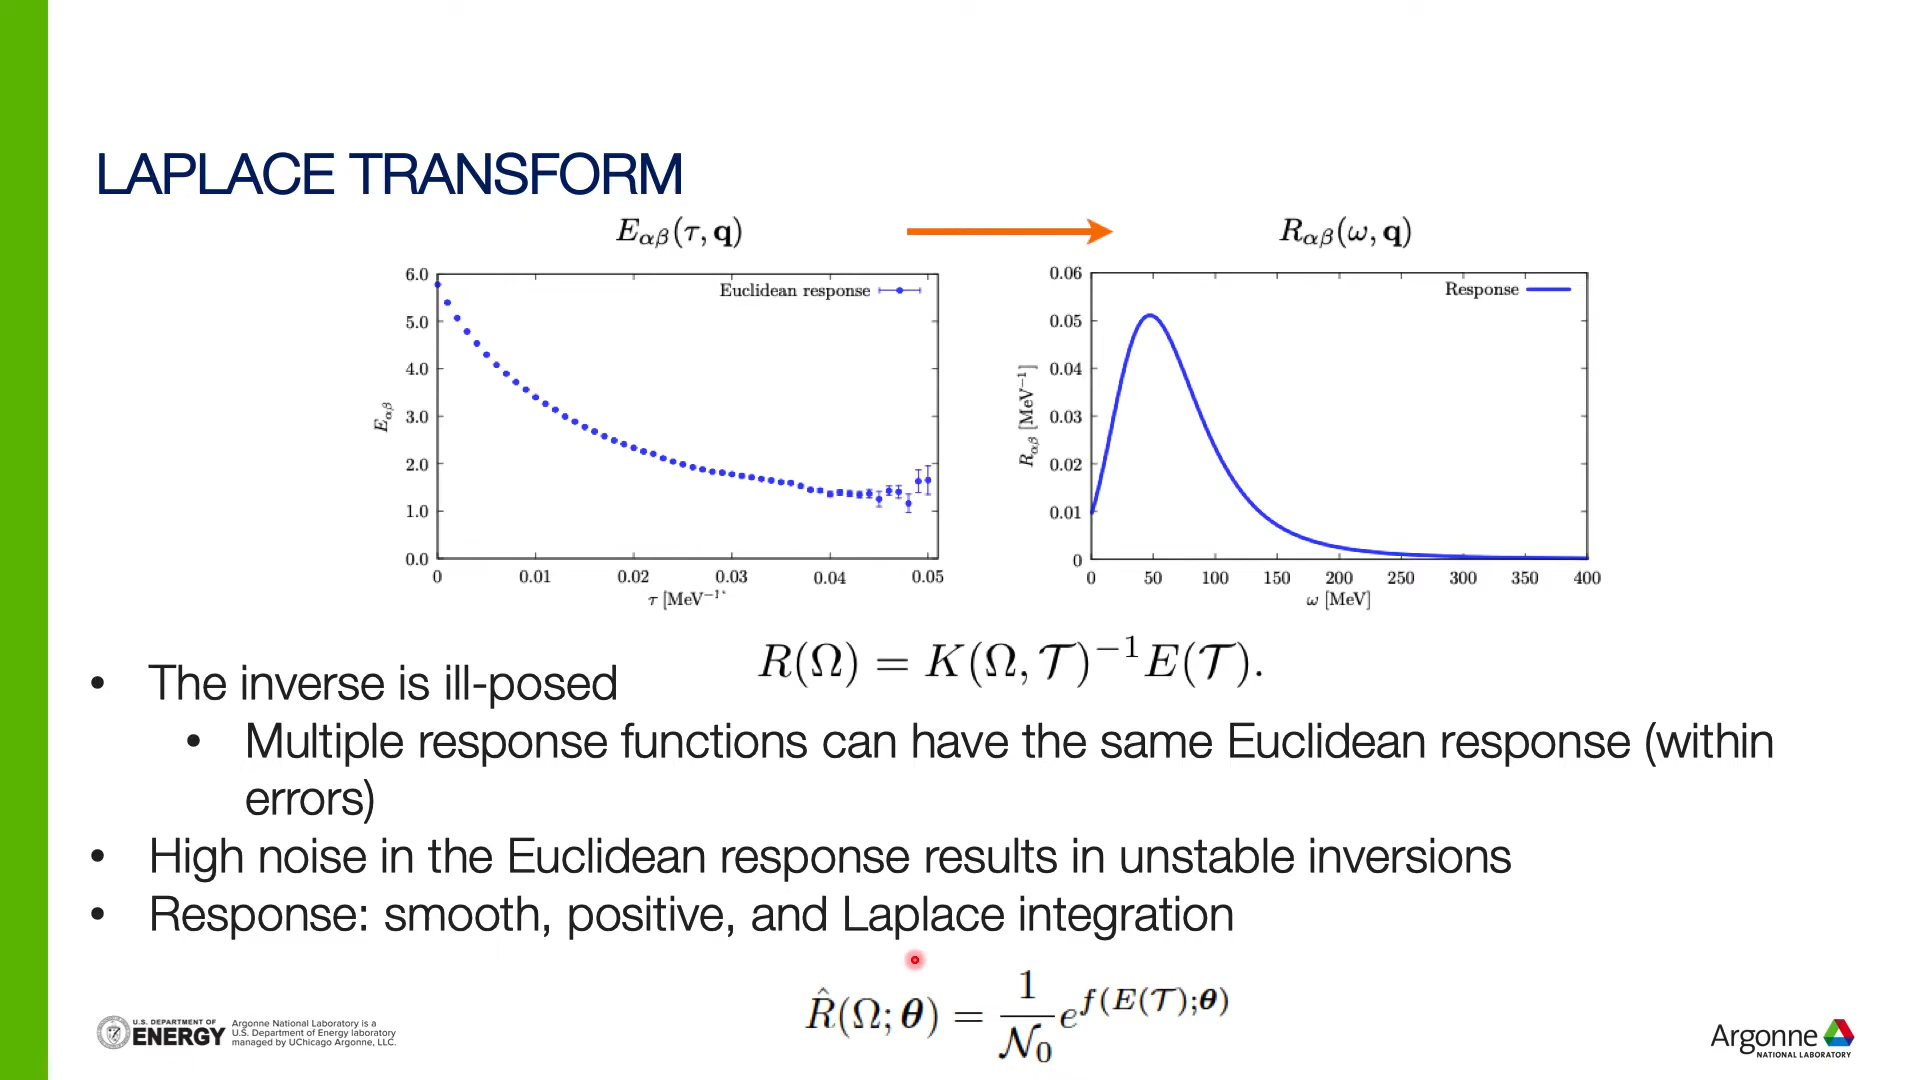 LAPLACE TRANSFORM
E_{αβ}(τ, q)
R_{αβ}(ω, q)
6.0
5.0
4.0
3.0
2.0
1.0
0.0
E_{αβ}
Euclidean response
0 0.01 0.02 0.03 0.04 0.05
τ [MeV⁻¹
0.06
0.05
0.04
0.03
0.02
0.01
0
R_{αβ} [MeV⁻¹]
Response
0 50 100 150 200 250 300 350 400
ω [MeV]
• The inverse is ill-posed
R(Ω) = K(Ω, 𝒯)⁻¹E(𝒯).
• Multiple response functions can have the same Euclidean response (within
errors)
• High noise in the Euclidean response results in unstable inversions
• Response: smooth, positive, and Laplace integration
R̂(Ω; θ) = \frac{1}{𝒩₀} e^{f(E(𝒯);θ)}
U.S. DEPARTMENT OF
ENERGY
Argonne National Laboratory is a
U.S. Department of Energy laboratory
managed by UChicago Argonne, LLC.
Argonne
NATIONAL LABORATORY